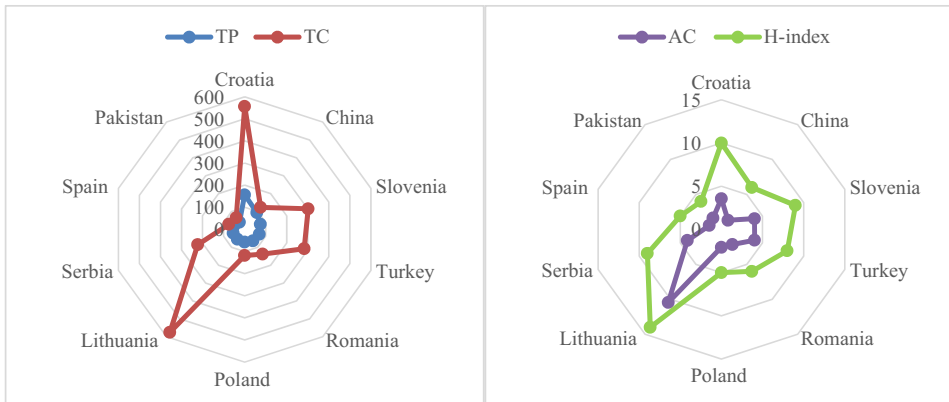 TP TC
Croatia
600
500
400
300
200
100
0
China
Slovenia
Turkey
Romania
Poland
Lithuania
Serbia
Spain
Pakistan
AC H-index
Croatia
15
10
5
0
China
Slovenia
Turkey
Romania
Poland
Lithuania
Serbia
Spain
Pakistan